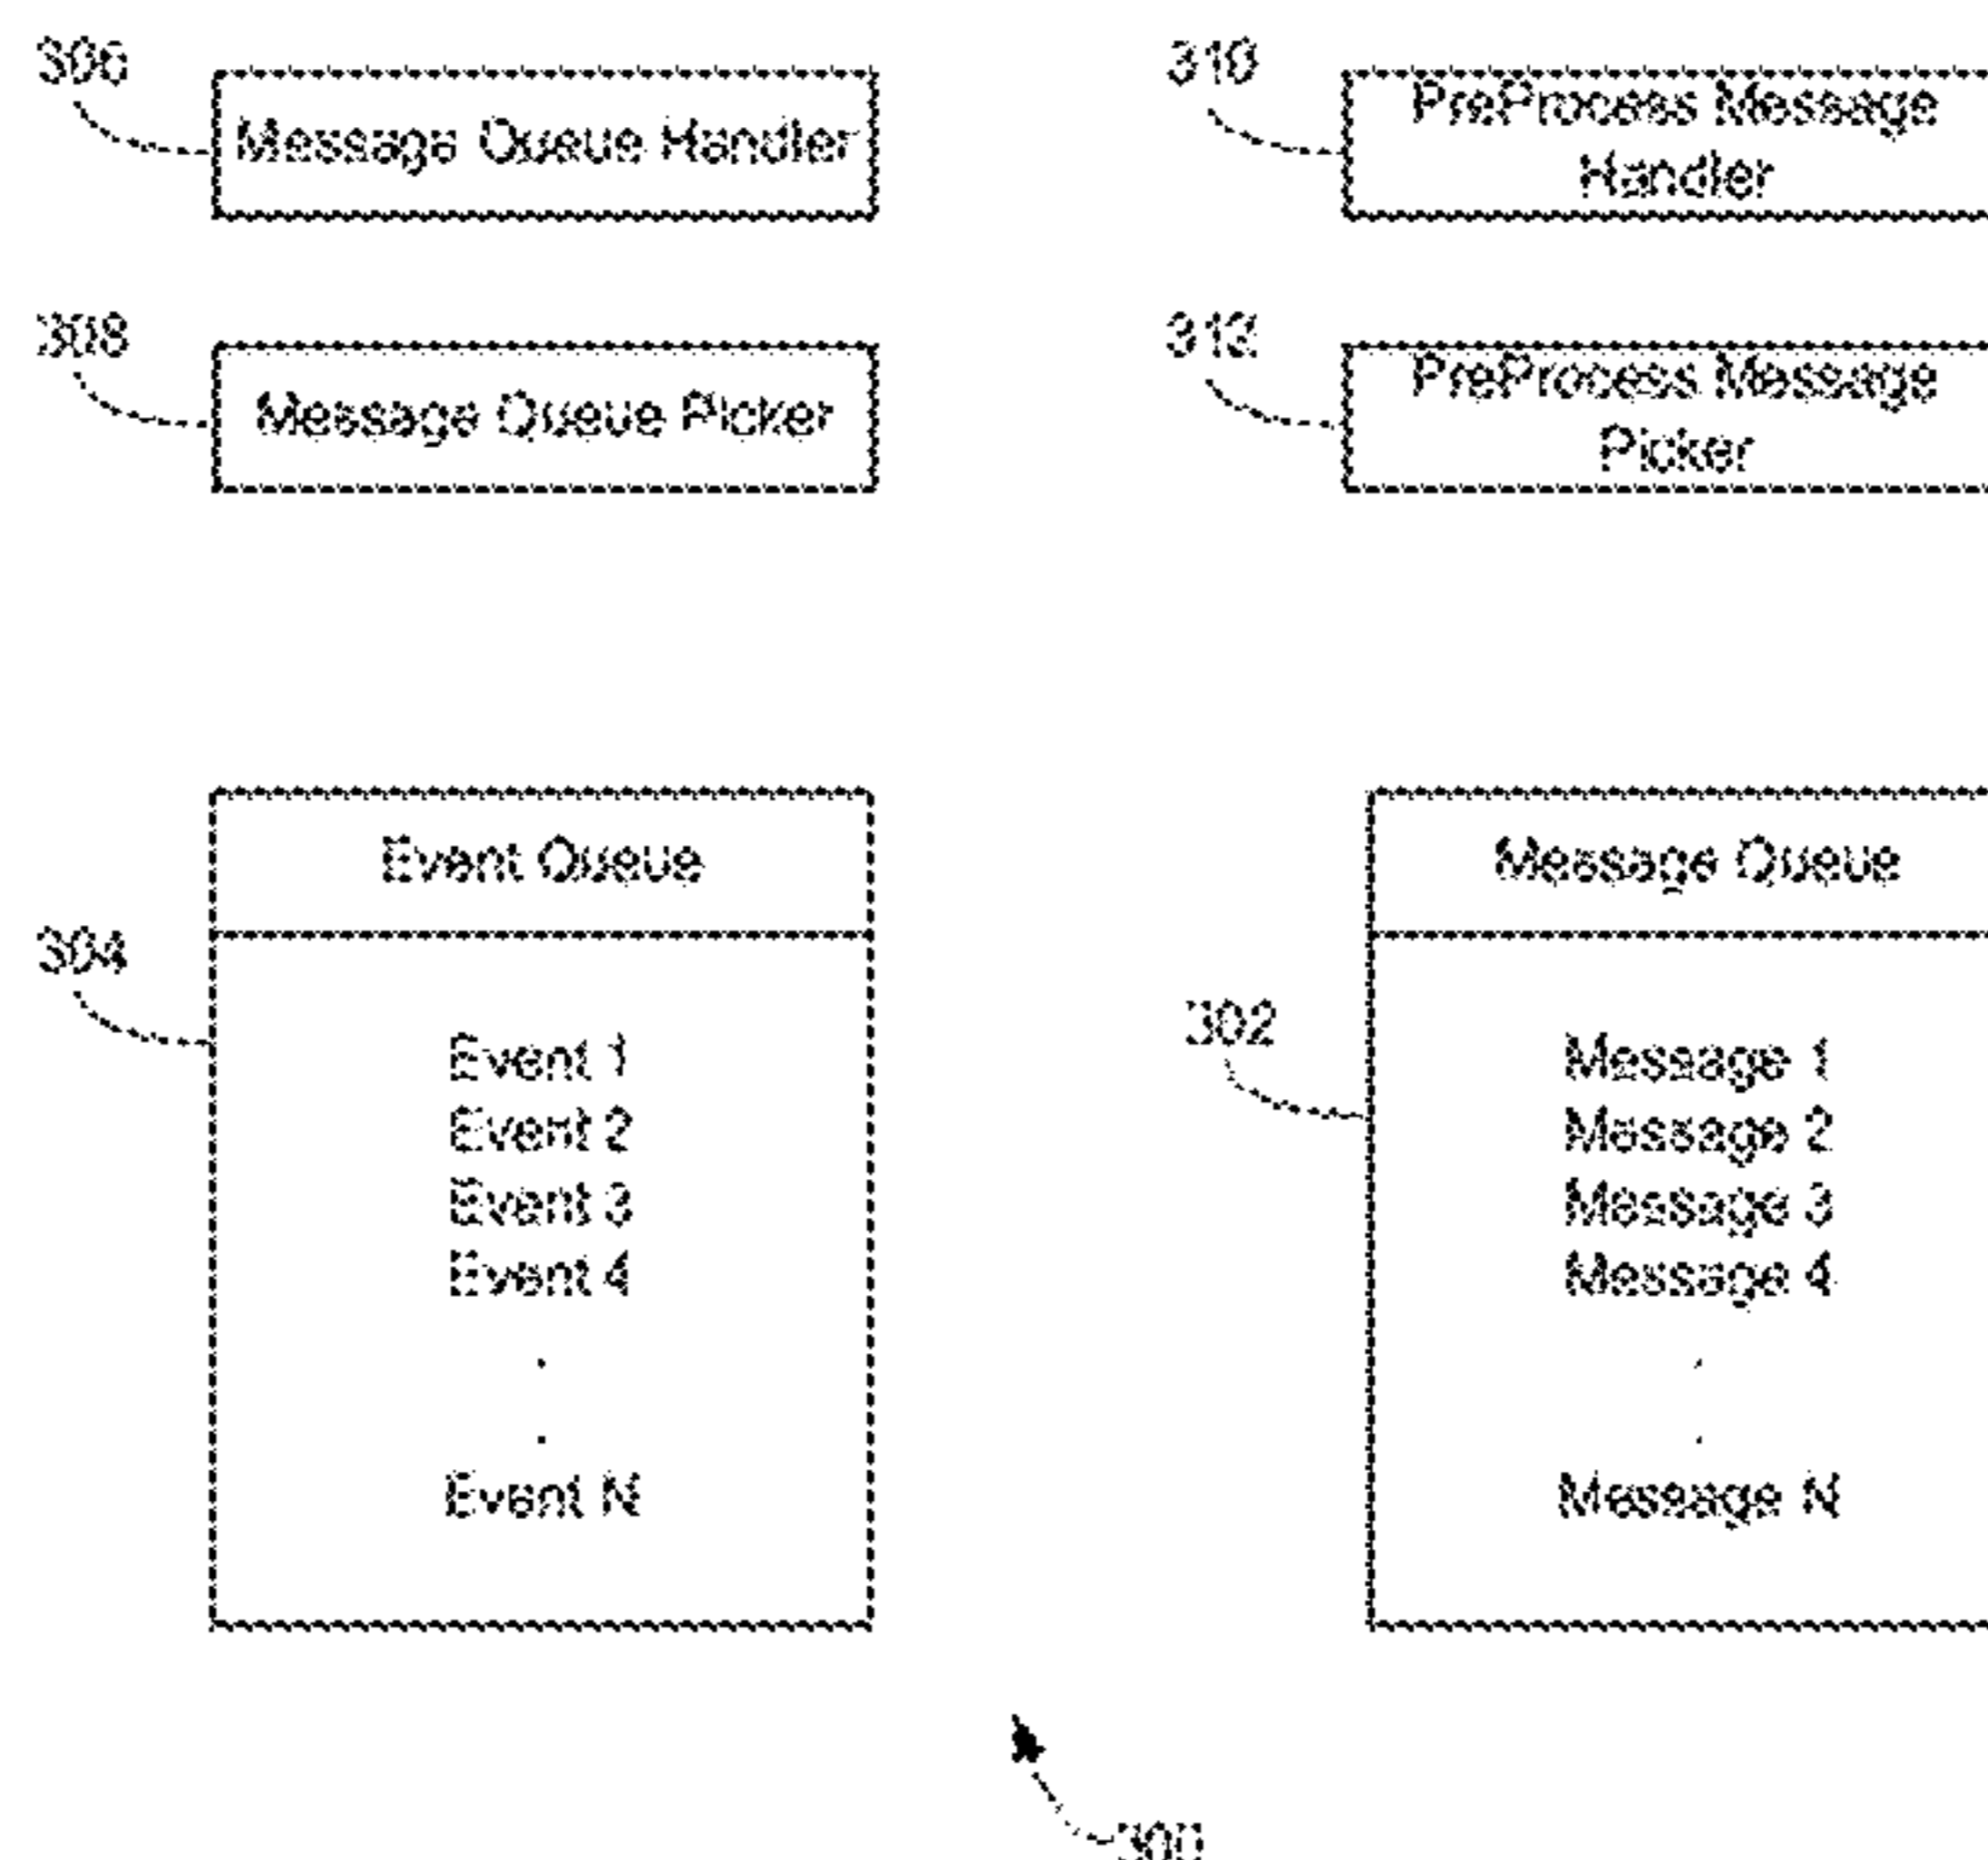 306
Message Queue Handler
310
PreProcess Message
Handler
308
Message Queue Picker
312
PreProcess Message
Picker
Event Queue
304
Event 1
Event 2
Event 3
Event 4
.
.
Event N
Message Queue
302
Message 1
Message 2
Message 3
Message 4
.
.
Message N
300